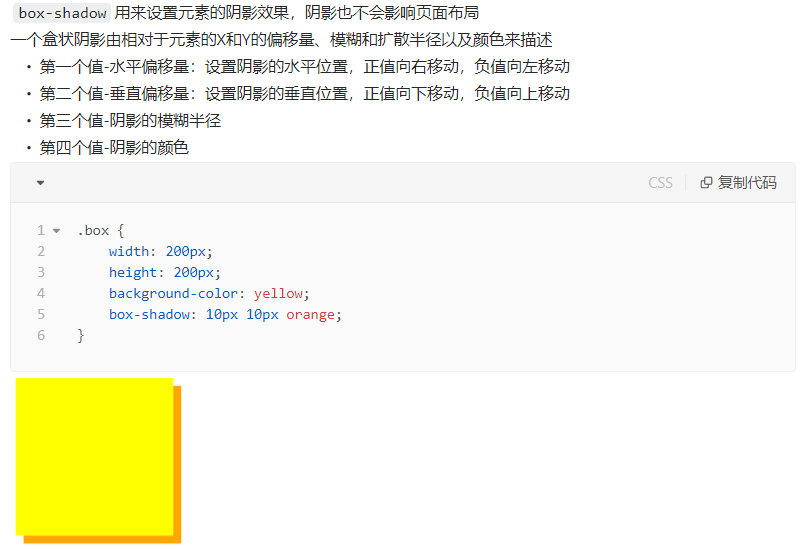 box-shadow 用来设置元素的阴影效果，阴影也不会影响页面布局
一个盒状阴影由相对于元素的X和Y的偏移量、模糊和扩散半径以及颜色来描述
• 第一个值-水平偏移量：设置阴影的水平位置，正值向右移动，负值向左移动
• 第二个值-垂直偏移量：设置阴影的垂直位置，正值向下移动，负值向上移动
• 第三个值-阴影的模糊半径
• 第四个值-阴影的颜色
CSS 复制代码
1 .box {
2 width: 200px;
3 height: 200px;
4 background-color: yellow;
5 box-shadow: 10px 10px orange;
6 }